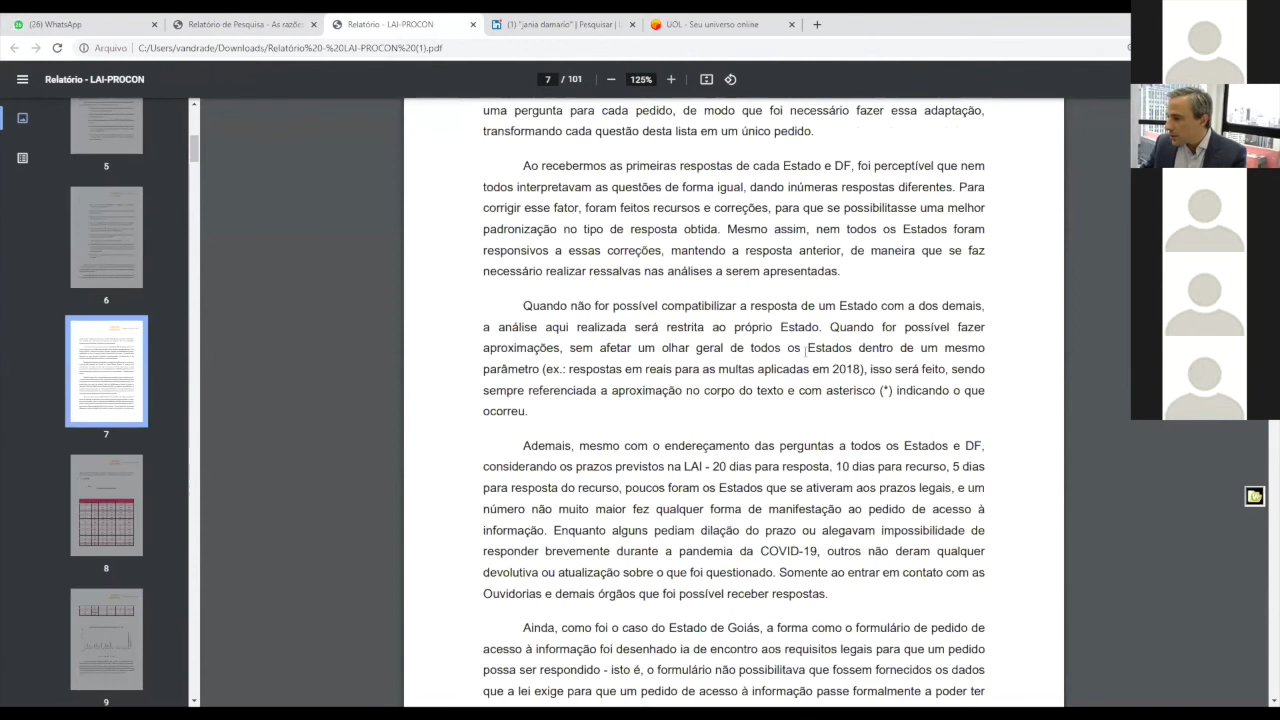 (26) WhatsApp
Relatório de Pesquisa - As razõe
Relatório - LAI-PROCON
(1) "jania damario" | Pesquisar |
UOL - Seu universo online
Arquivo
C:/Users/vandrade/Downloads/Relatório%20-%20LAI-PROCON%20(1).pdf
Relatório - LAI-PROCON
7 / 101
125%
5
6
7
8
9
uma pergunta para cada pedido, de modo que foi necessário fazer essa adaptação,
transformando cada questão desta lista em um único pedido.
Ao recebermos as primeiras respostas de cada Estado e DF, foi perceptível que nem
todos interpretavam as questões de forma igual, dando inúmeras respostas diferentes. Para
corrigir esse fator, foram feitos recursos e correções, para que se possibilitasse uma melhor
padronização no tipo de resposta obtida. Mesmo assim, nem todos os Estados foram
responsivos a essas correções, mantendo a resposta anterior, de maneira que se faz
necessário realizar ressalvas nas análises a serem apresentadas.
Quando não for possível compatibilizar a resposta de um Estado com a dos demais,
a análise aqui realizada será restrita ao próprio Estado. Quando for possível fazer
aproximações, sem afetar um olhar geral de todos os Estados dentro de um mesmo
parâmetro (ex.: respostas em reais para as multas aplicadas em 2018), isso será feito, sendo
sempre referenciada a aproximação no corpo do texto e com asterisco (*) indicando o que
ocorreu.
Ademais, mesmo com o endereçamento das perguntas a todos os Estados e DF,
considerando os prazos previstos na LAI - 20 dias para resposta, 10 dias para recurso, 5 dias
para resposta do recurso, poucos foram os Estados que se ativeram aos prazos legais, e um
número não muito maior fez qualquer forma de manifestação ao pedido de acesso à
informação. Enquanto alguns pediam dilação do prazo ou alegavam impossibilidade de
responder brevemente durante a pandemia da COVID-19, outros não deram qualquer
devolutiva ou atualização sobre o que foi questionado. Somente ao entrar em contato com as
Ouvidorias e demais órgãos que foi possível receber respostas.
Ainda, como foi o caso do Estado de Goiás, a forma como o formulário de pedido de
acesso à informação foi desenhado ia de encontro aos requisitos legais para que um pedido
possa ser respondido - isto é, o formulário não possibilitava que fossem fornecidos os dados
que a lei exige para que um pedido de acesso à informação passe formalmente a poder ter